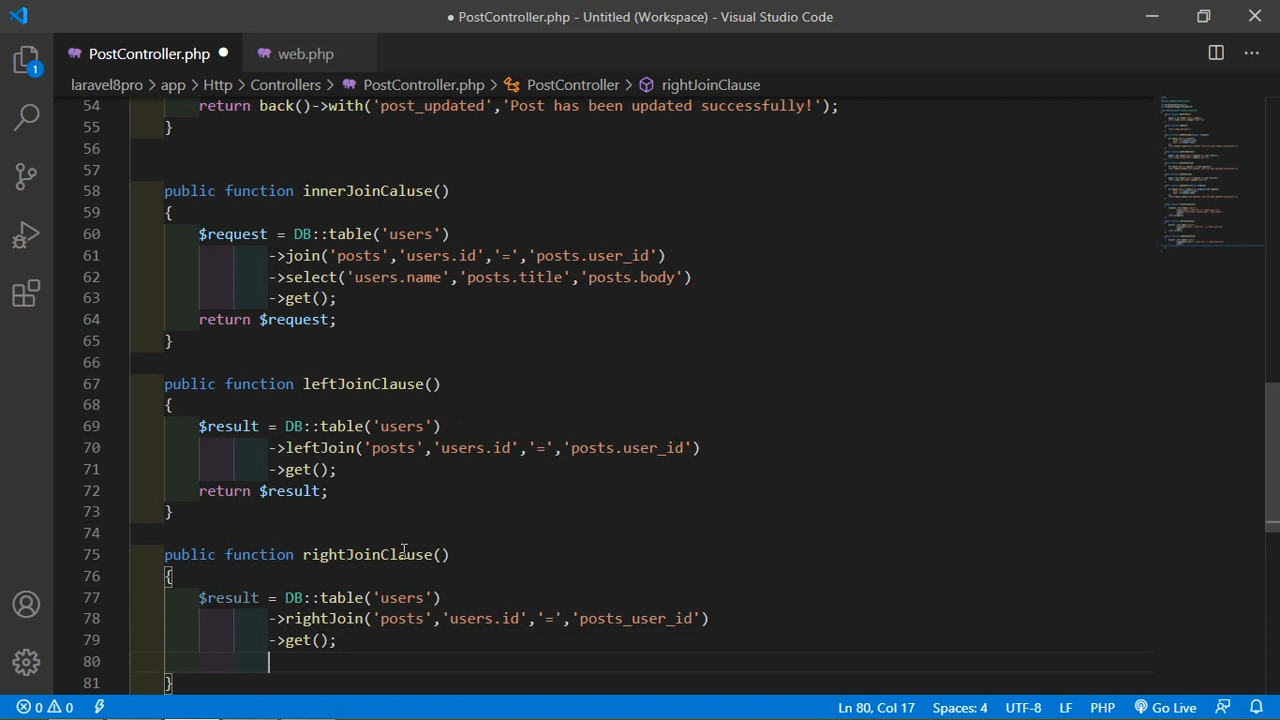 PostController.php - Untitled (Workspace) - Visual Studio Code
PostController.php
web.php
laravel8pro > app > Http > Controllers > PostController.php > PostController > rightJoinClause
54 return back()->with('post_updated','Post has been updated successfully!');
55 }
56
57
58 public function innerJoinCaluse()
59 {
60 $request = DB::table('users')
61 ->join('posts','users.id','=','posts.user_id')
62 ->select('users.name','posts.title','posts.body')
63 ->get();
64 return $request;
65 }
66
67 public function leftJoinClause()
68 {
69 $result = DB::table('users')
70 ->leftJoin('posts','users.id','=','posts.user_id')
71 ->get();
72 return $result;
73 }
74
75 public function rightJoinClause()
76 {
77 $result = DB::table('users')
78 ->rightJoin('posts','users.id','=','posts_user_id')
79 ->get();
80
81 }
1
0 0 Ln 80, Col 17 Spaces: 4 UTF-8 LF PHP Go Live